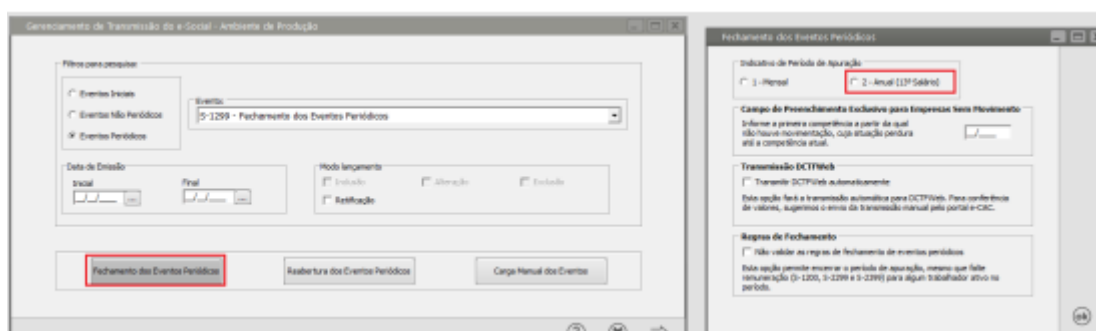 Gerenciamento de Transmissão do e-Social - Ambiente de Produção
Filtros para pesquisar
Eventos Iniciais
Eventos Não Periódicos
Eventos Periódicos
Evento
S-1299 - Fechamento dos Eventos Periódicos
Data de Emissão
Inicial
Final
Modo lançamento
Inclusão
Alteração
Exclusão
Retificação
Fechamento dos Eventos Periódicos
Reabertura dos Eventos Periódicos
Carga Manual dos Eventos
Fechamento dos Eventos Periódicos
Indicativo de Período de Apuração
1 - Mensal
2 - Anual (13º Salário)
Campo de Preenchimento Exclusivo para Empresas Sem Movimento
Informe a primeira competência a partir da qual
não houve movimentação, cuja situação perdura
até a competência atual.
Transmissão DCTFWeb
Transmitir DCTFWeb automaticamente
Esta opção fará a transmissão automática para DCTFWeb. Para conferência
de valores, sugerimos o envio da transmissão manual pelo portal e-CAC.
Regras de Fechamento
Não validar as regras de fechamento de eventos periódicos
Esta opção permite encerrar o período de apuração, mesmo que falte
remuneração (S-1200, S-2299 e S-2399) para algum trabalhador ativo no
período.
ok